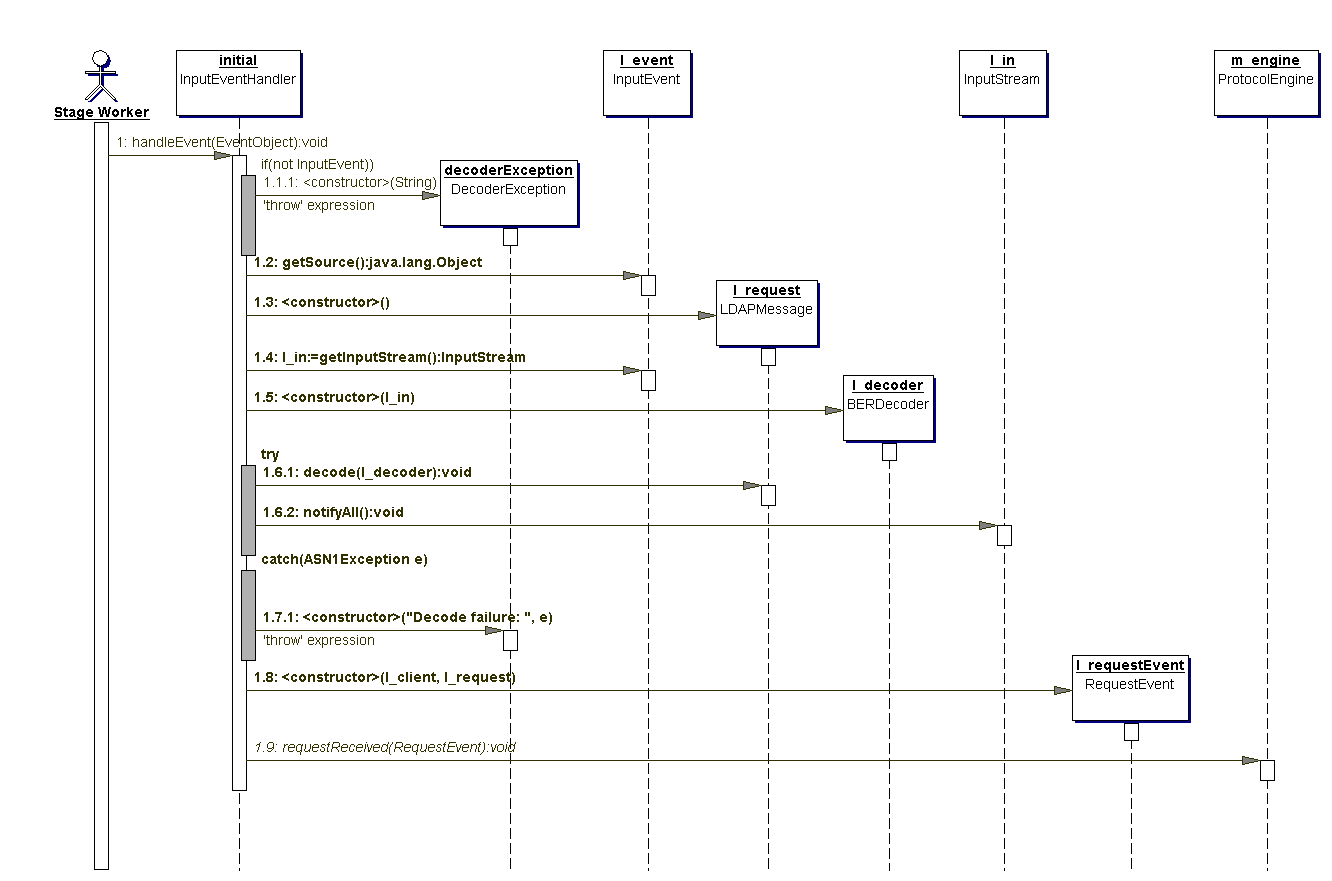 initial
InputEventHandler
l_event
InputEvent
l_in
InputStream
m_engine
ProtocolEngine
Stage Worker
1: handleEvent(EventObject):void
if(not InputEvent))
1.1.1: <constructor>(String)
'throw' expression
decoderException
DecoderException
1.2: getSource():java.lang.Object
1.3: <constructor>()
l_request
LDAPMessage
1.4: l_in:=getInputStream():InputStream
1.5: <constructor>(l_in)
l_decoder
BERDecoder
try
1.6.1: decode(l_decoder):void
1.6.2: notifyAll():void
catch(ASN1Exception e)
1.7.1: <constructor>("Decode failure: ", e)
'throw' expression
1.8: <constructor>(l_client, l_request)
l_requestEvent
RequestEvent
1.9: requestReceived(RequestEvent):void